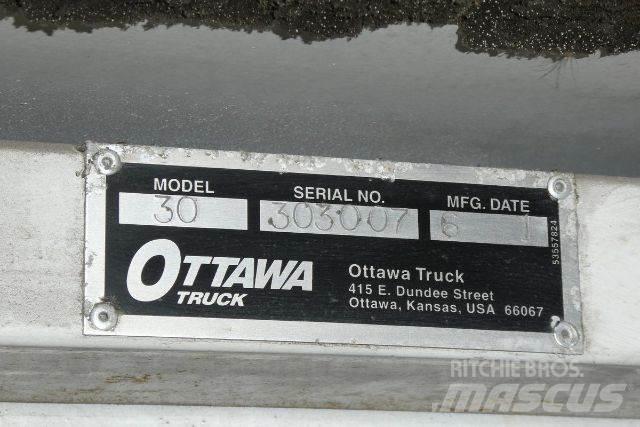 MODEL SERIAL NO. MFG. DATE
30 303007 6 1
OTTAWA
TRUCK
Ottawa Truck
415 E. Dundee Street
Ottawa, Kansas, USA 66067
53557824
RITCHIE BROS.
MASCUS